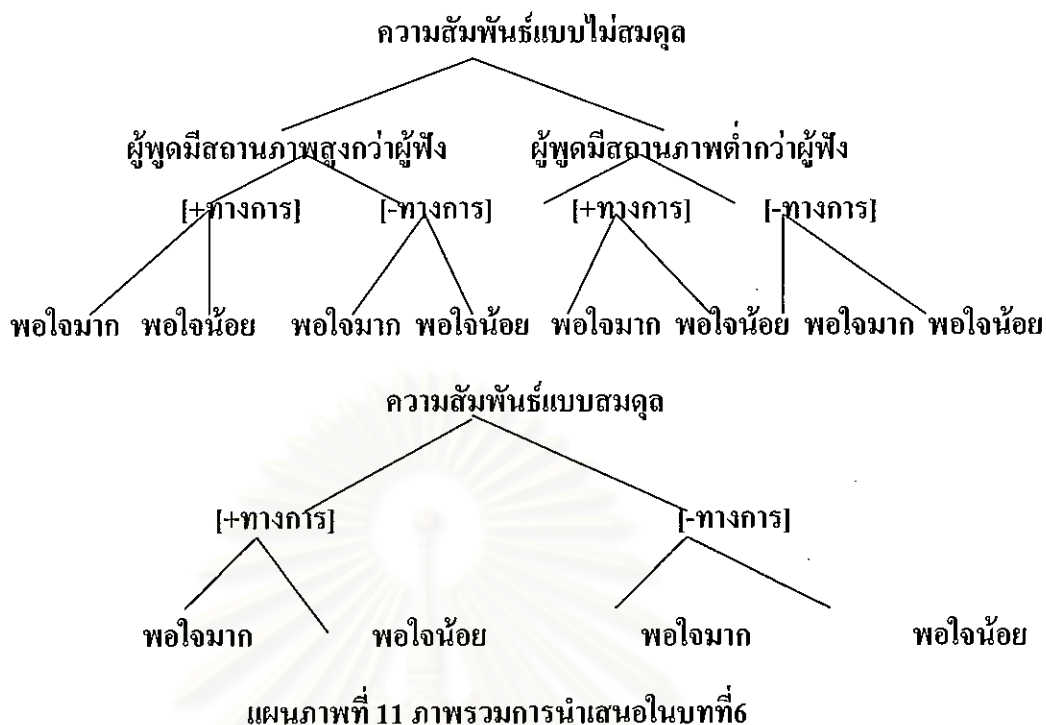 ความสัมพันธ์แบบไม่สมดุล
ผู้พูดมีสถานภาพสูงกว่าผู้ฟัง ผู้พูดมีสถานภาพต่ำกว่าผู้ฟัง
[+ทางการ] [-ทางการ] [+ทางการ] [-ทางการ]
พอใจมาก พอใจน้อย พอใจมาก พอใจน้อย พอใจมาก พอใจน้อย พอใจมาก พอใจน้อย
ความสัมพันธ์แบบสมดุล
[+ทางการ] [-ทางการ]
พอใจมาก พอใจน้อย พอใจมาก พอใจน้อย
แผนภาพที่ 11 ภาพรวมการนำเสนอในบทที่6